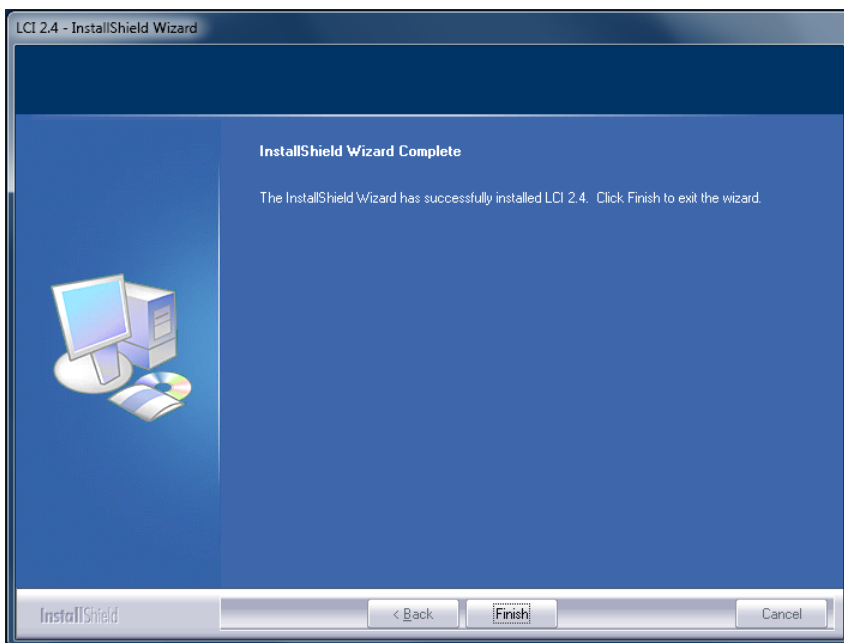 LCI 2.4 - InstallShield Wizard
InstallShield Wizard Complete
The InstallShield Wizard has successfully installed LCI 2.4. Click Finish to exit the wizard.
InstallShield
< Back
Finish
Cancel